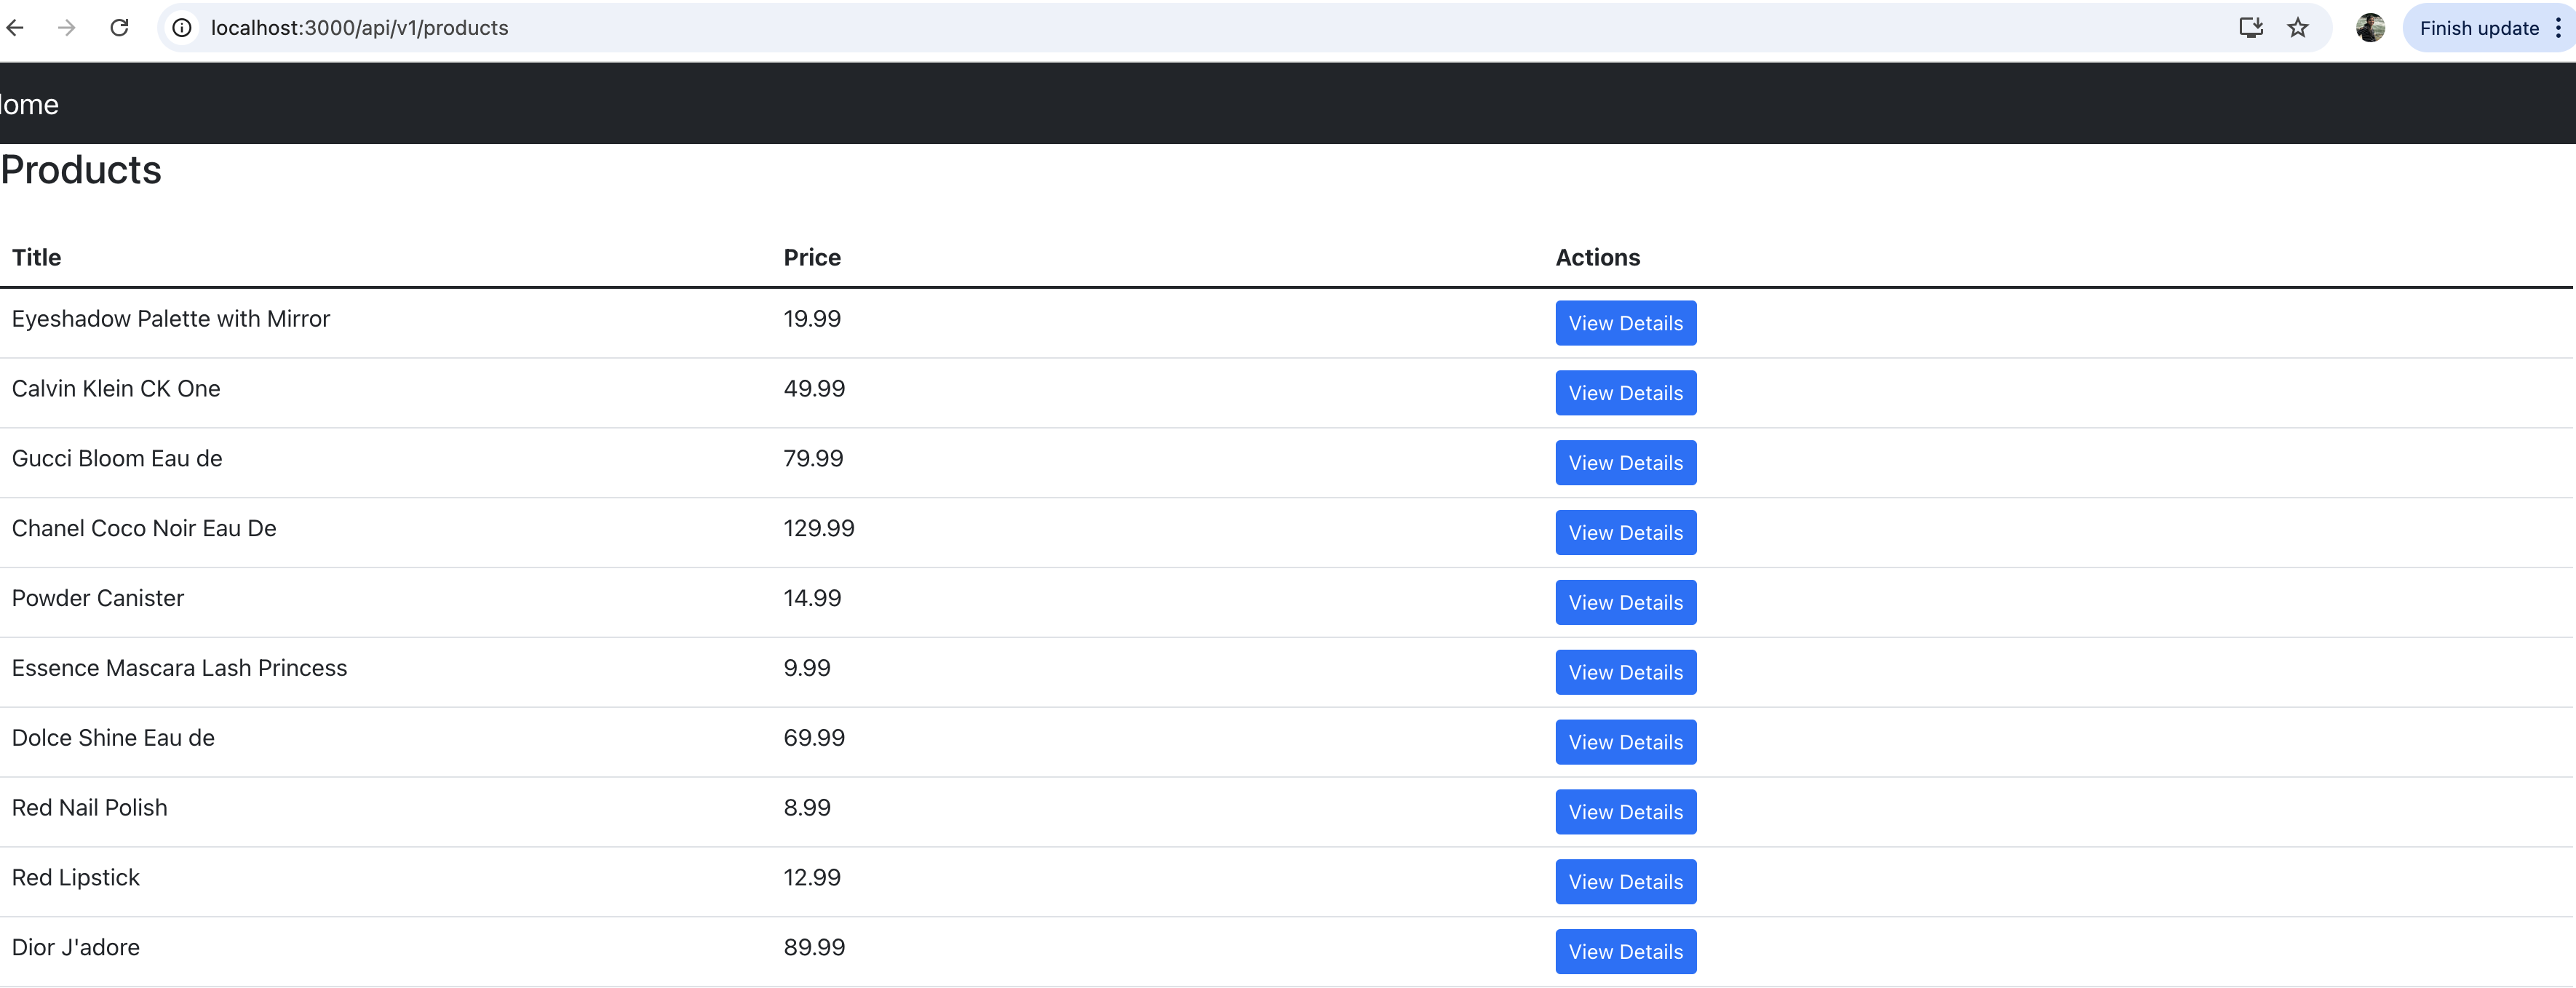 localhost:3000/api/v1/products
Finish update
ome
Products
Title Price Actions
Eyeshadow Palette with Mirror 19.99 View Details
Calvin Klein CK One 49.99 View Details
Gucci Bloom Eau de 79.99 View Details
Chanel Coco Noir Eau De 129.99 View Details
Powder Canister 14.99 View Details
Essence Mascara Lash Princess 9.99 View Details
Dolce Shine Eau de 69.99 View Details
Red Nail Polish 8.99 View Details
Red Lipstick 12.99 View Details
Dior J'adore 89.99 View Details